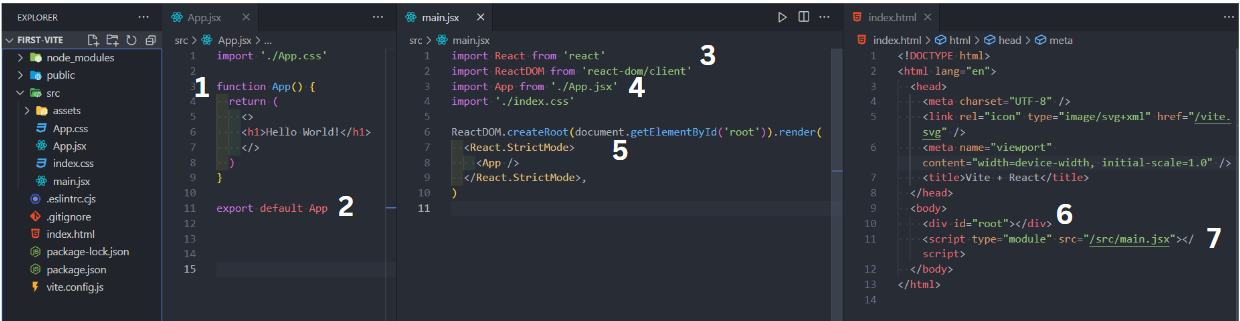 EXPLORER ...
FIRST-VITE
node_modules
public
src
assets
App.css
App.jsx
index.css
main.jsx
.eslintrc.cjs
.gitignore
index.html
package-lock.json
package.json
vite.config.js
App.jsx ...
src > App.jsx > ...
1 import './App.css'
2
3 function App() {
4 return (
5 <>
6 <h1>Hello World!</h1>
7 </>
8 )
9 }
10
11 export default App
12
13
14
15
1
2
main.jsx ...
src > main.jsx
1 import React from 'react'
2 import ReactDOM from 'react-dom/client'
3 import App from './App.jsx'
4 import './index.css'
5
6 ReactDOM.createRoot(document.getElementById('root')).render(
7 <React.StrictMode>
8 <App />
9 </React.StrictMode>,
10 )
11
3
4
5
index.html ...
index.html > html > head > meta
1 <!DOCTYPE html>
2 <html lang="en">
3 <head>
4 <meta charset="UTF-8" />
5 <link rel="icon" type="image/svg+xml" href="/vite.
svg" />
6 <meta name="viewport"
content="width=device-width, initial-scale=1.0" />
7 <title>Vite + React</title>
8 </head>
9 <body>
10 <div id="root"></div>
11 <script type="module" src="/src/main.jsx"></
script>
12 </body>
13 </html>
14
6
7